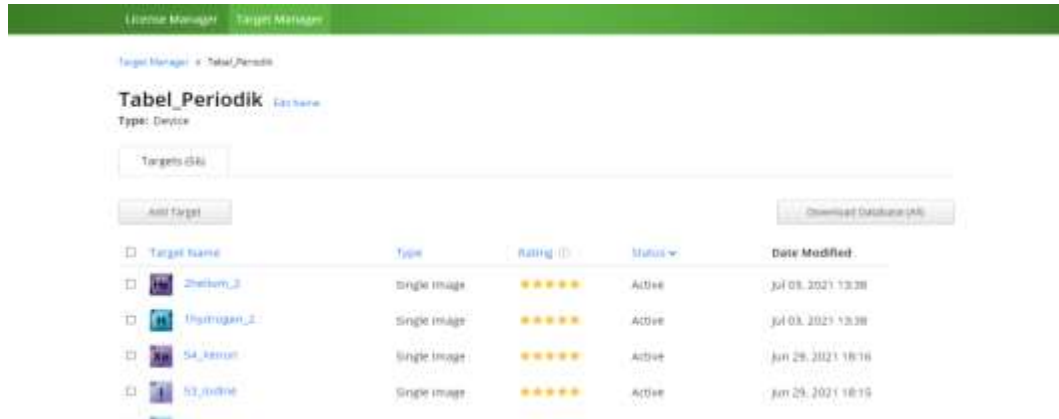 License Manager Target Manager
Target Manager > Tabel_Periodik
Tabel_Periodik Edit Name
Type: Device
Targets (56)
Add Target Download Database (All)
Target Name Type Rating Status Date Modified
He 2helium_2 Single Image Active Jul 03, 2021 13:38
H 1hydrogen_2 Single Image Active Jul 03, 2021 13:38
Xe 54_xenon Single Image Active Jun 29, 2021 18:16
I 53_iodine Single Image Active Jun 29, 2021 18:15